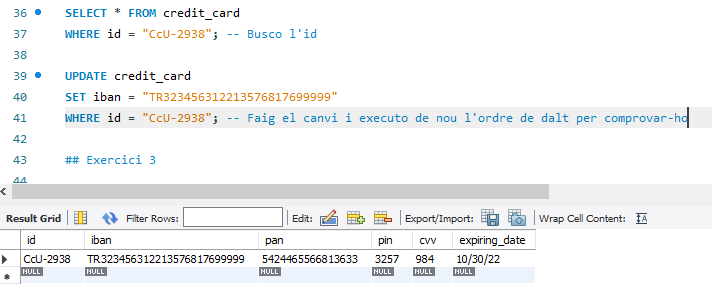 36 SELECT * FROM credit_card
37 WHERE id = "CcU-2938"; -- Busco l'id
38
39 UPDATE credit_card
40 SET iban = "TR323456312213576817699999"
41 WHERE id = "CcU-2938"; -- Faig el canvi i executo de nou l'ordre de dalt per comprovar-ho
42
43 ## Exercici 3
44
Result Grid Filter Rows: Edit: Export/Import: Wrap Cell Content: IA
id iban pan pin cvv expiring_date
CcU-2938 TR323456312213576817699999 5424465566813633 3257 984 10/30/22
NULL NULL NULL NULL NULL NULL